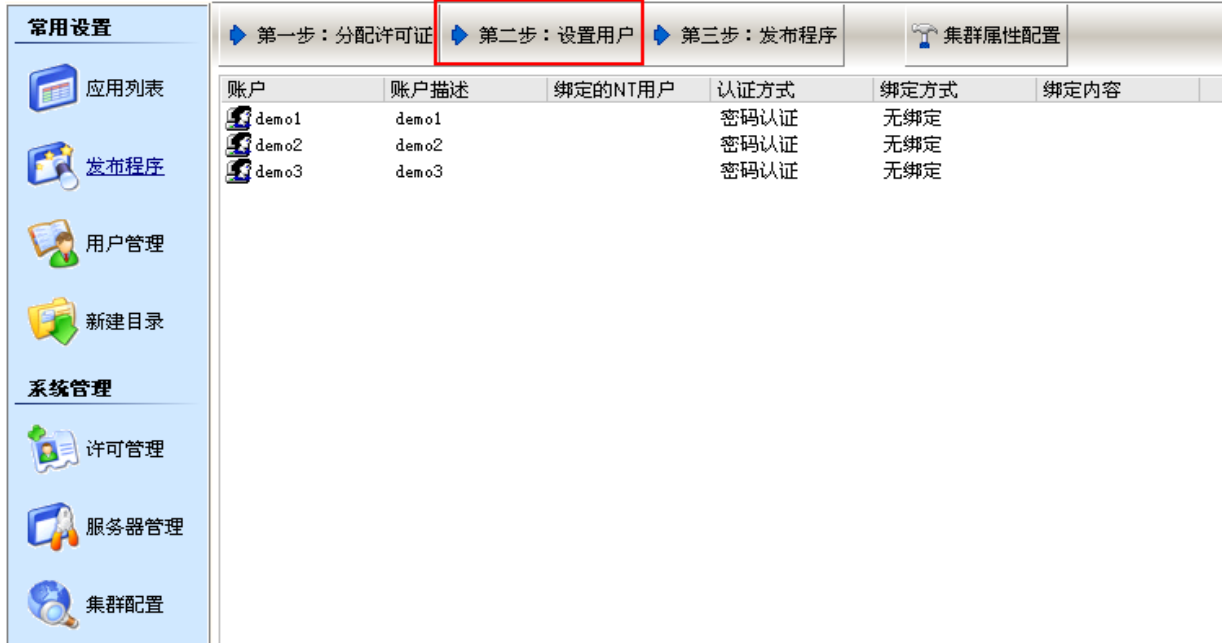 常用设置
应用列表
发布程序
用户管理
新建目录
系统管理
许可管理
服务器管理
集群配置
第一步：分配许可证 第二步：设置用户 第三步：发布程序 集群属性配置
账户 账户描述 绑定的NT用户 认证方式 绑定方式 绑定内容
demo1 demo1 密码认证 无绑定
demo2 demo2 密码认证 无绑定
demo3 demo3 密码认证 无绑定